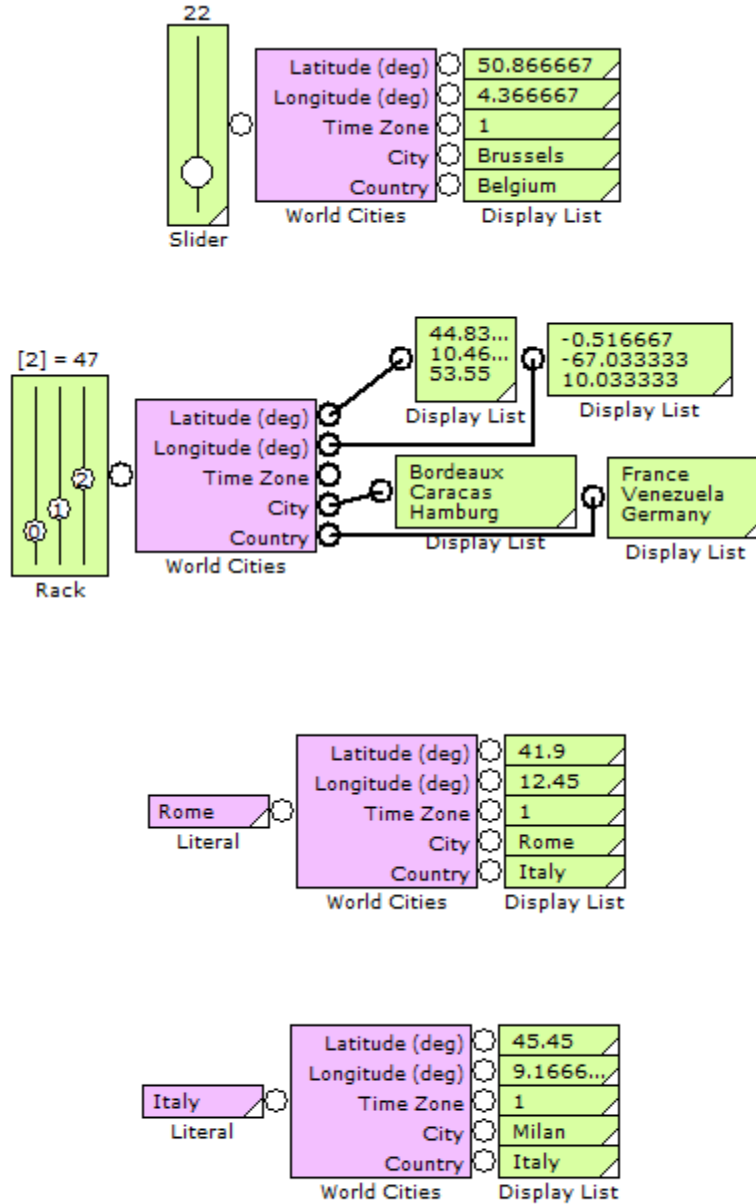 22
Latitude (deg) 50.866667
Longitude (deg) 4.366667
Time Zone 1
City Brussels
Country Belgium
World Cities Display List
Slider
[2] = 47
44.83...
10.46...
53.55
Display List
-0.516667
-67.033333
10.033333
Display List
Latitude (deg)
Longitude (deg)
Time Zone
City
Country
World Cities
0
1
2
Rack
Bordeaux
Caracas
Hamburg
Display List
France
Venezuela
Germany
Display List
Rome
Literal
Latitude (deg) 41.9
Longitude (deg) 12.45
Time Zone 1
City Rome
Country Italy
World Cities Display List
Italy
Literal
Latitude (deg) 45.45
Longitude (deg) 9.1666...
Time Zone 1
City Milan
Country Italy
World Cities Display List